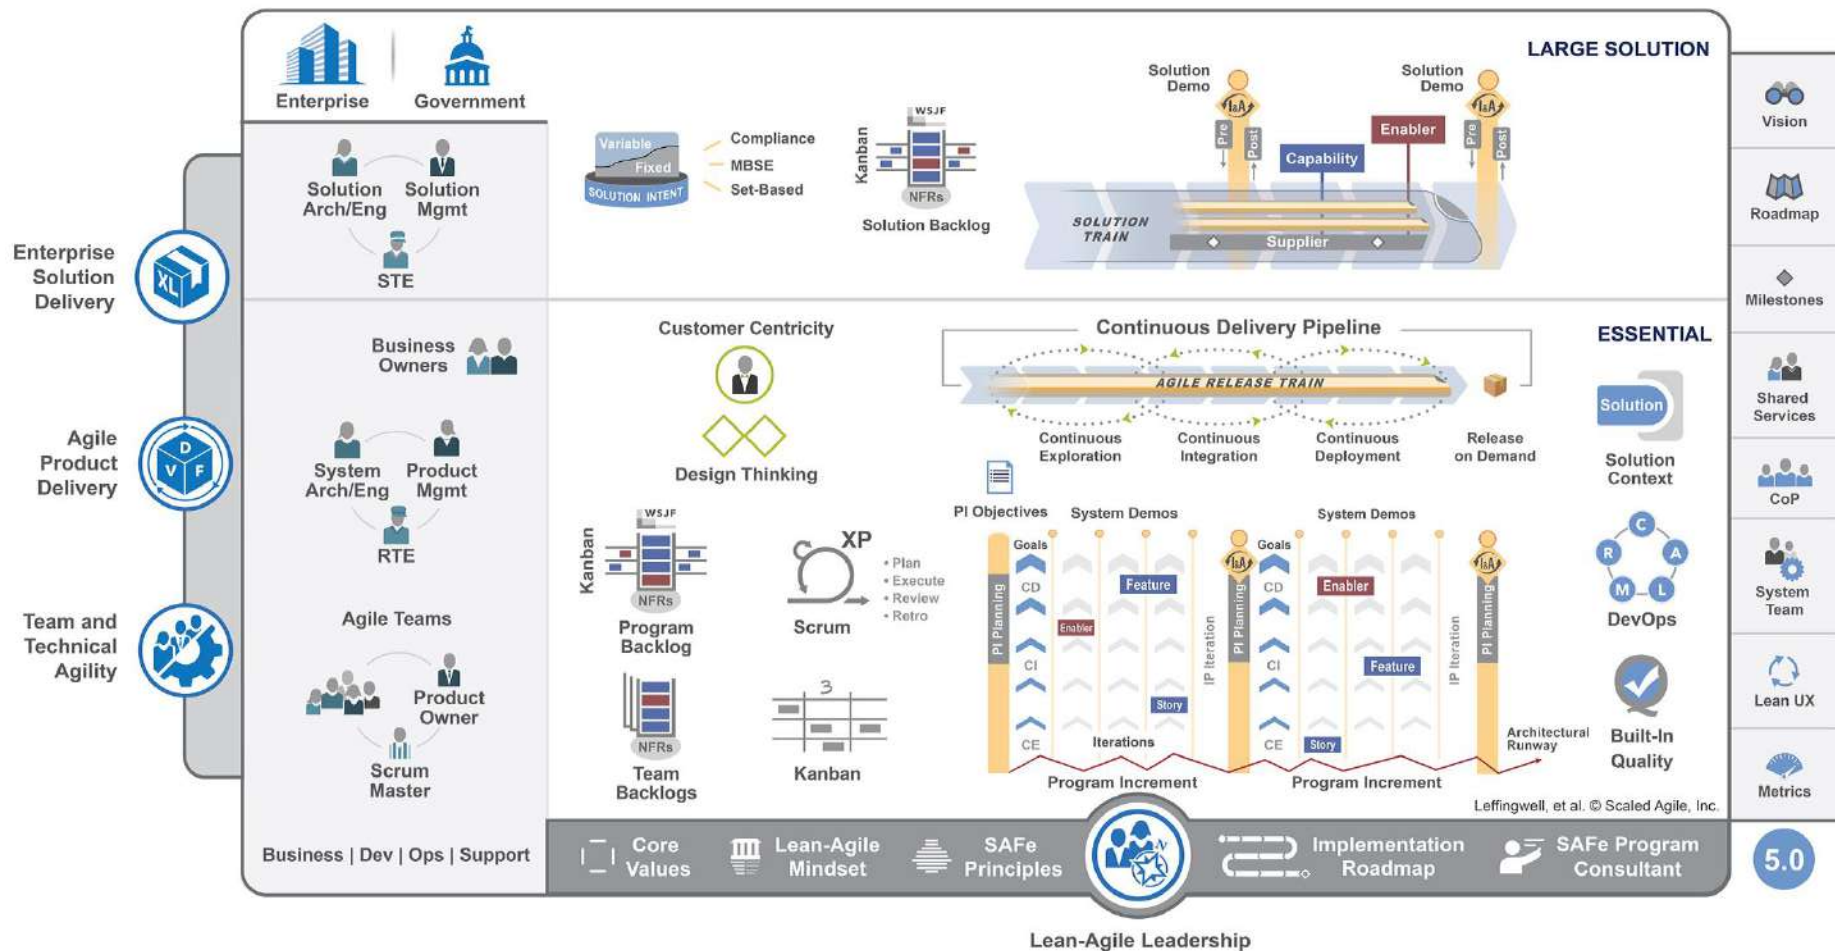 Enterprise
Government
LARGE SOLUTION
Solution
Arch/Eng
Solution
Mgmt
STE
Variable
Fixed
SOLUTION INTENT
Compliance
MBSE
Set-Based
Kanban
WSJF
NFRs
Solution Backlog
Solution
Demo
I&A
Pre
Post
Capability
Enabler
Solution
Demo
I&A
Pre
Post
SOLUTION
TRAIN
Supplier
Enterprise
Solution
Delivery
XL
Agile
Product
Delivery
D
V
F
Team and
Technical
Agility
Business
Owners
System
Arch/Eng
Product
Mgmt
RTE
Agile Teams
Product
Owner
Scrum
Master
Business | Dev | Ops | Support
Customer Centricity
Design Thinking
Kanban
WSJF
NFRs
Program
Backlog
XP
• Plan
• Execute
• Review
• Retro
Scrum
NFRs
Team
Backlogs
3
Kanban
Continuous Delivery Pipeline
AGILE RELEASE TRAIN
Continuous
Exploration
Continuous
Integration
Continuous
Deployment
Release
on Demand
PI Objectives
System Demos
System Demos
PI Planning
Goals
CD
CI
CE
Feature
Enabler
Story
Iterations
IP Iteration
I&A
PI Planning
Goals
CD
CI
CE
Enabler
Feature
Story
IP Iteration
I&A
PI Planning
Architectural
Runway
Program Increment
Program Increment
ESSENTIAL
Solution
Solution
Context
C
A
L
M
R
DevOps
Built-In
Quality
Leffingwell, et al. © Scaled Agile, Inc.
Vision
Roadmap
Milestones
Shared
Services
CoP
System
Team
Lean UX
Metrics
5.0
Core
Values
Lean-Agile
Mindset
SAFe
Principles
N
Implementation
Roadmap
SAFe Program
Consultant
Lean-Agile Leadership